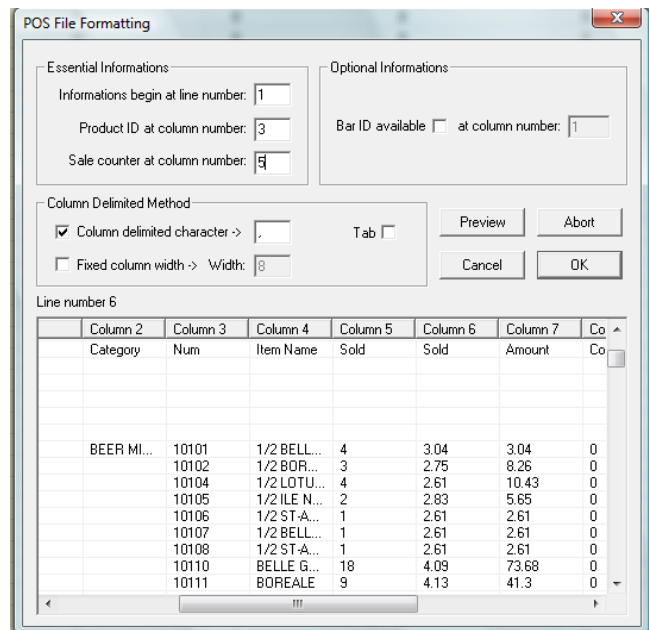 POS File Formatting
Essential Informations
Informations begin at line number: 1
Product ID at column number: 3
Sale counter at column number: 5
Optional Informations
Bar ID available at column number: 1
Column Delimited Method
Column delimited character -> ,
Tab
Fixed column width -> Width: 8
Preview Abort
Cancel OK
Line number 6
Column 2 Column 3 Column 4 Column 5 Column 6 Column 7 Co
Category Num Item Name Sold Sold Amount Co
BEER MI... 10101 1/2 BELL... 4 3.04 3.04 0
10102 1/2 BOR... 3 2.75 8.26 0
10104 1/2 LOTU... 4 2.61 10.43 0
10105 1/2 ILE N... 2 2.83 5.65 0
10106 1/2 ST-A... 1 2.61 2.61 0
10107 1/2 BELL... 1 2.61 2.61 0
10108 1/2 ST-A... 1 2.61 2.61 0
10110 BELLE G... 18 4.09 73.68 0
10111 BOREALE 9 4.13 41.3 0